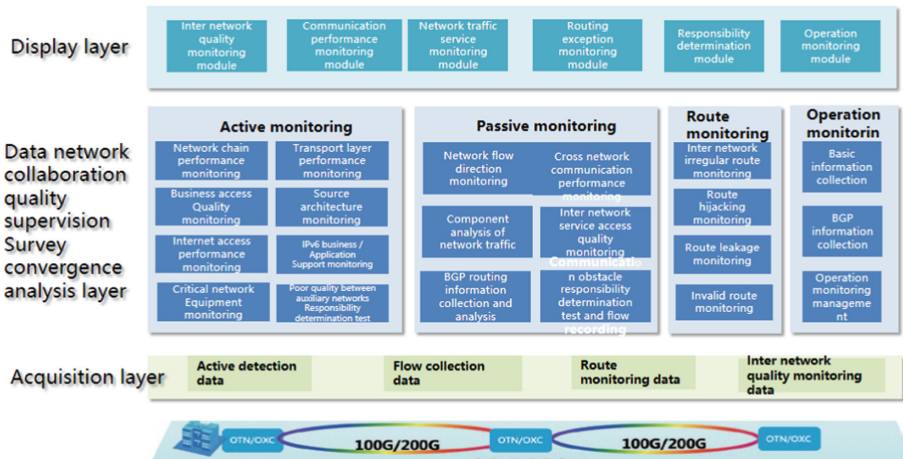 Display layer
Inter network
quality
monitoring
module
Communication
performance
monitoring module
Network traffic
service
monitoring module
Routing
exception
monitoring module
Responsibility
determination
module
Operation
monitoring
module
Data network
collaboration
quality
supervision
Survey
convergence
analysis layer
Active monitoring
Network chain
performance
monitoring
Transport layer
performance
monitoring
Business access
Quality
monitoring
Source
architecture
monitoring
Internet access
performance
monitoring
IPv6 business /
Application
Support monitoring
Critical network
Equipment
monitoring
Poor quality between
auxiliary networks
Responsibility
determination test
Passive monitoring
Network flow
direction
monitoring
Cross network
communication
performance
monitoring
Component
analysis of
network traffic
Inter network
service access
quality
monitoring
BGP routing
information
collection and
analysis
Communicatio
n obstacle
responsibility
determination
test and flow
recording
Route
monitoring
Inter network
irregular route
monitoring
Route
hijacking
monitoring
Route leakage
monitoring
Invalid route
monitoring
Operation
monitorin
Basic
information
collection
BGP
information
collection
Operation
monitoring
manageme
nt
Acquisition layer
Active detection
data
Flow collection
data
Route
monitoring data
Inter network
quality monitoring
data
OTN/OXC
100G/200G
OTN/OXC
100G/200G
OTN/OXC